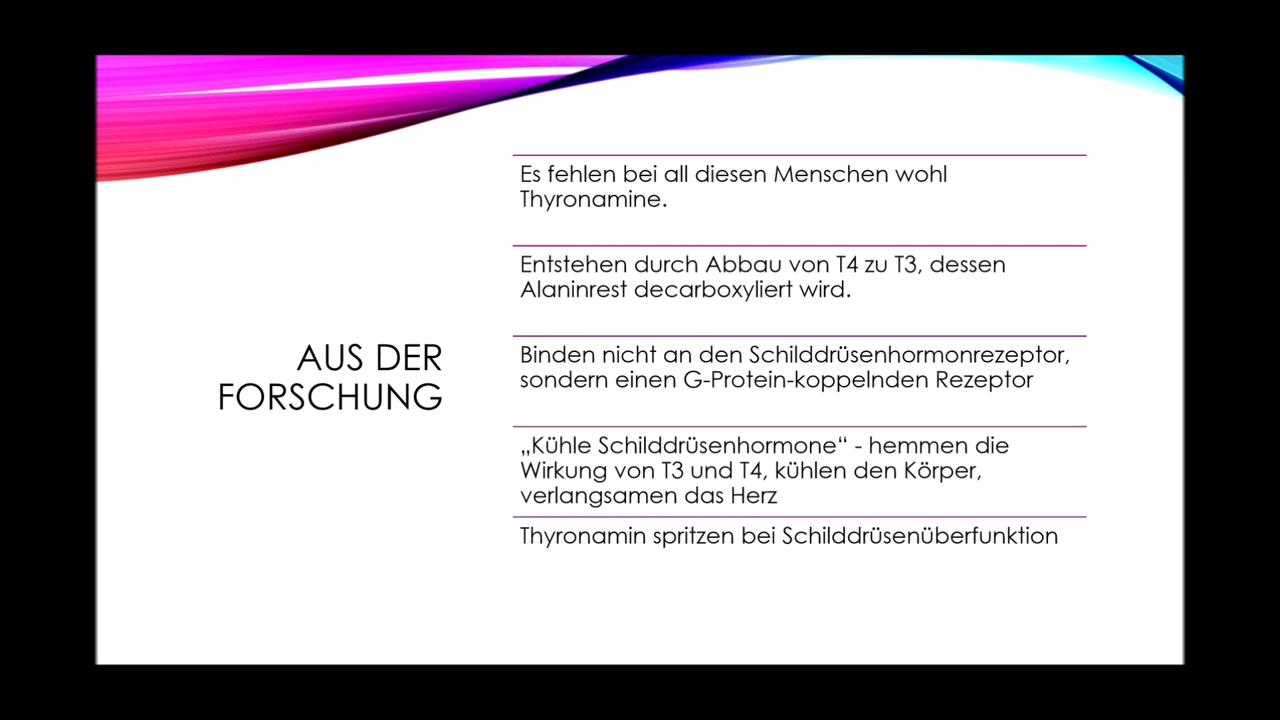 AUS DER
FORSCHUNG
Es fehlen bei all diesen Menschen wohl
Thyronamine.
Entstehen durch Abbau von T4 zu T3, dessen
Alaninrest decarboxyliert wird.
Binden nicht an den Schilddrüsenhormonrezeptor,
sondern einen G-Protein-koppelnden Rezeptor
„Kühle Schilddrüsenhormone“ - hemmen die
Wirkung von T3 und T4, kühlen den Körper,
verlangsamen das Herz
Thyronamin spritzen bei Schilddrüsenüberfunktion